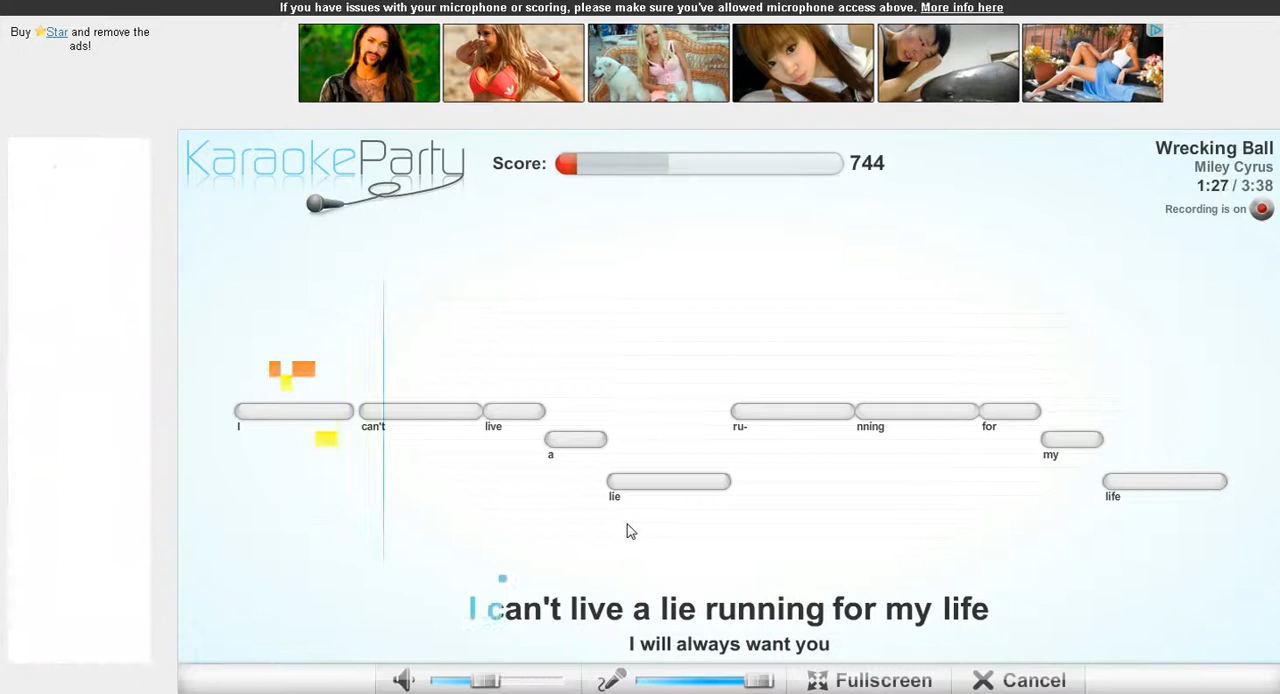 If you have issues with your microphone or scoring, please make sure you've allowed microphone access above. More info here
Buy Star and remove the
ads!
KaraokeParty
Score: 744
Wrecking Ball
Miley Cyrus
1:27 / 3:38
Recording is on
I can't live ru- nning for
a my
lie life
I can't live a lie running for my life
I will always want you
Fullscreen Cancel